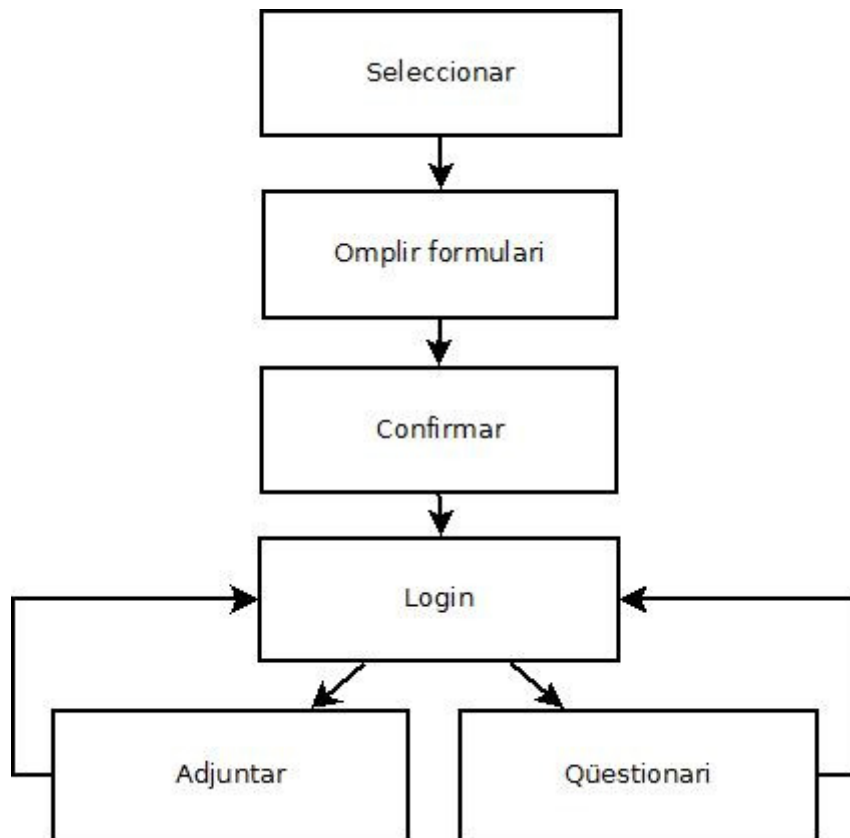 Seleccionar
Omplir formulari
Confirmar
Login
Adjuntar
Qüestionari